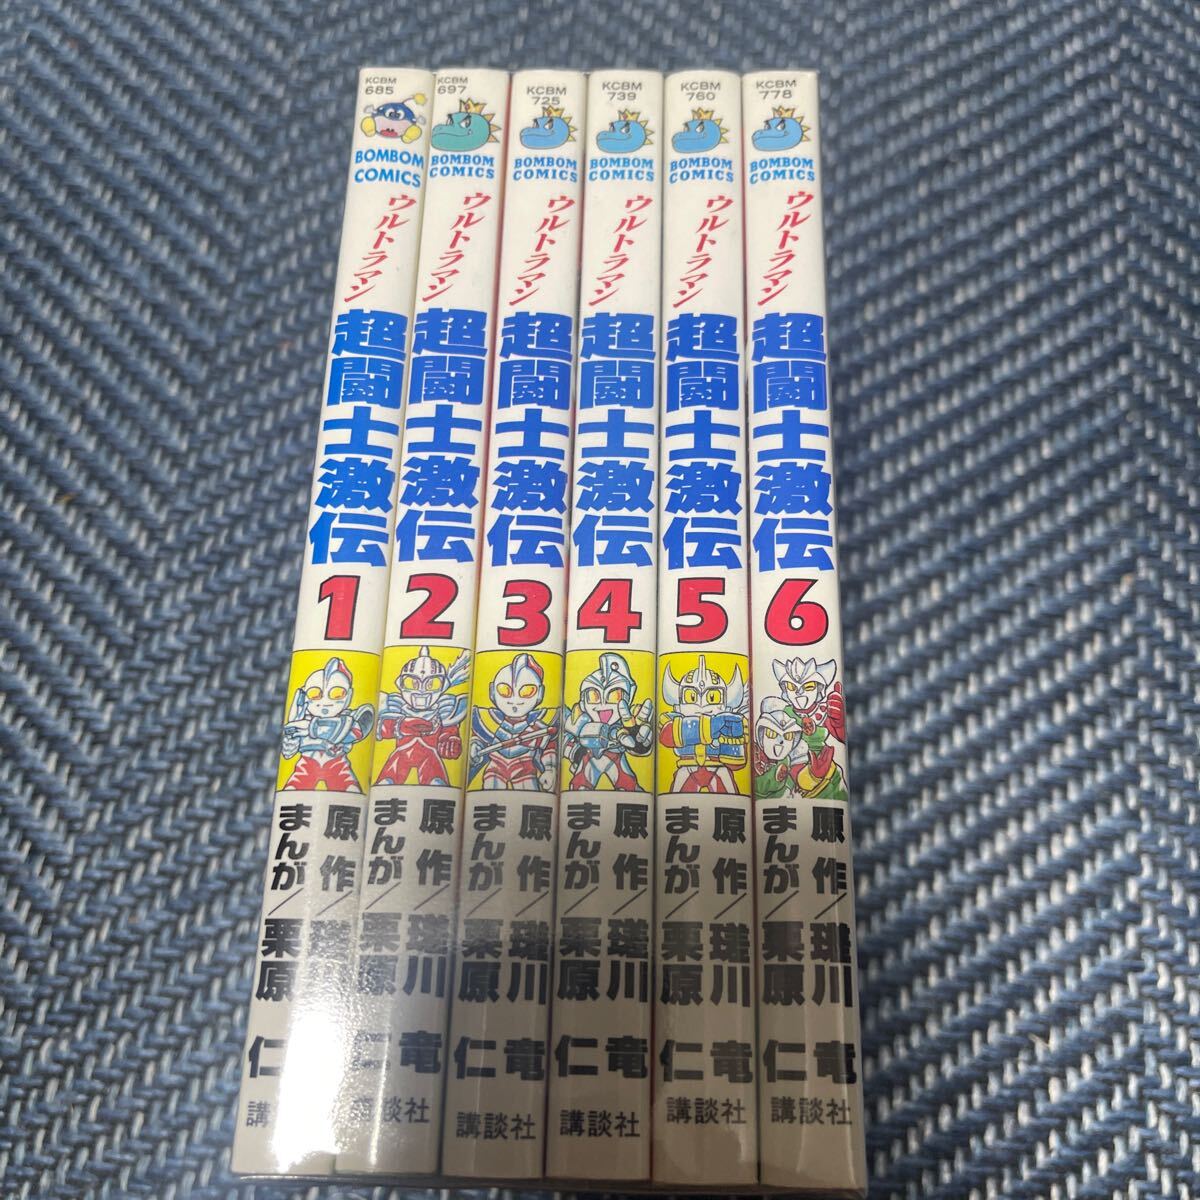 KCBM
685
BOMBOM
COMICS
ウルトラマン
超闘士激伝
1
原作／瑳川
まんが／栗原 仁
講
KCBM
697
BOMBOM
COMICS
ウルトラマン
超闘士激伝
2
原作／瑳川 竜
まんが／栗原 仁
講談社
KCBM
725
BOMBOM
COMICS
ウルトラマン
超闘士激伝
3
原作／瑳川 竜
まんが／栗原 仁
講談社
KCBM
739
BOMBOM
COMICS
ウルトラマン
超闘士激伝
4
原作／瑳川 竜
まんが／栗原 仁
講談社
KCBM
760
BOMBOM
COMICS
ウルトラマン
超闘士激伝
5
原作／瑳川 竜
まんが／栗原 仁
講談社
KCBM
778
BOMBOM
COMICS
ウルトラマン
超闘士激伝
6
原作／瑳川 竜
まんが／栗原 仁
講談社